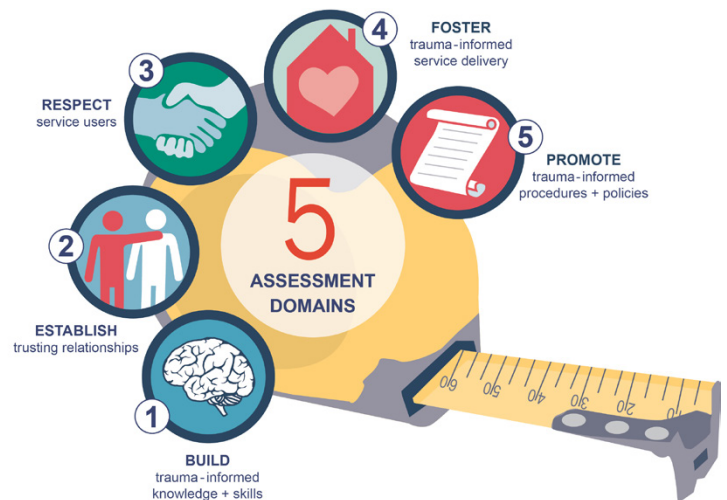 5
ASSESSMENT
DOMAINS
1
BUILD
trauma-informed
knowledge + skills
2
ESTABLISH
trusting relationships
3
RESPECT
service users
4
FOSTER
trauma-informed
service delivery
5
PROMOTE
trauma-informed
procedures + policies
60 50 40 30 20 10